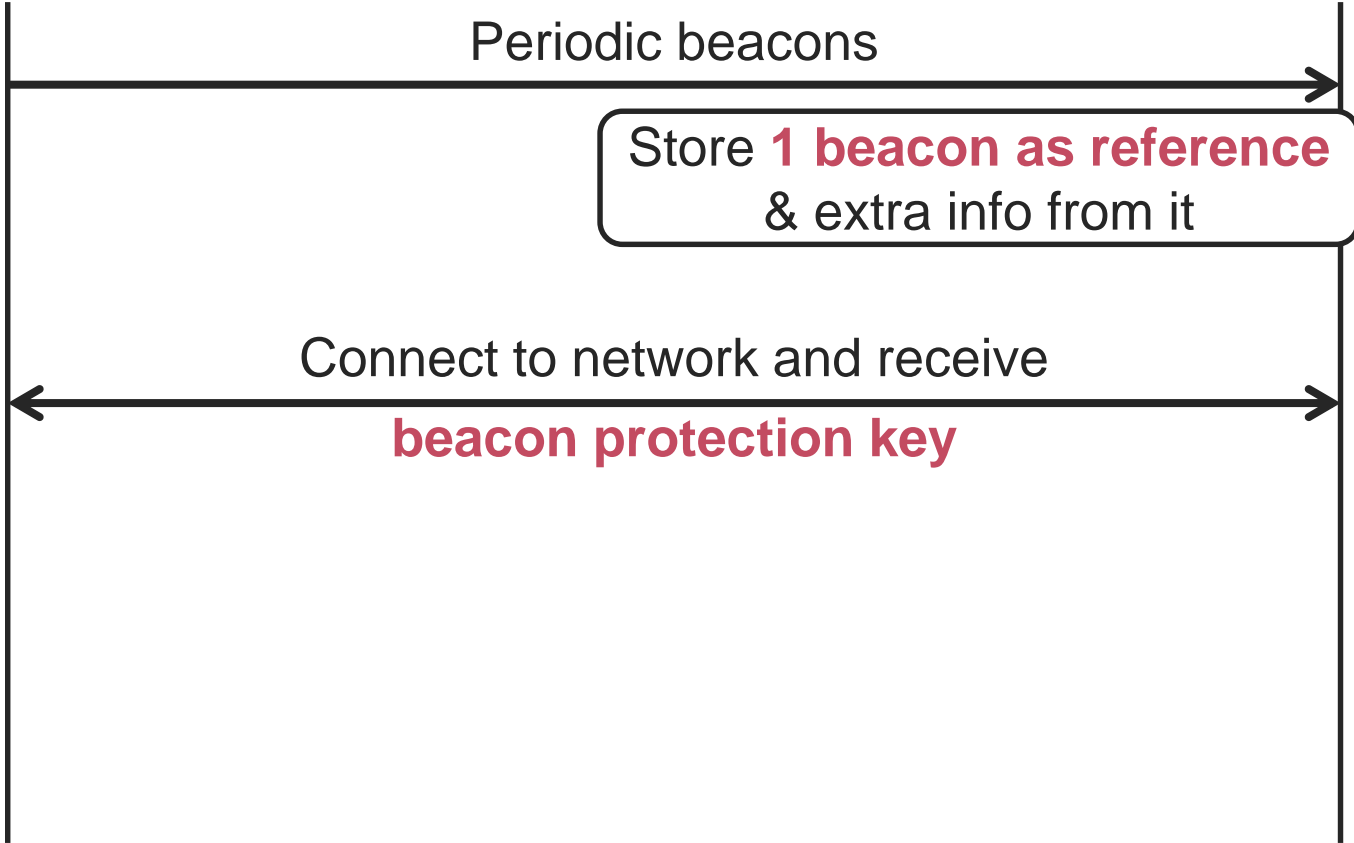 Periodic beacons
Store 1 beacon as reference
& extra info from it
Connect to network and receive
beacon protection key